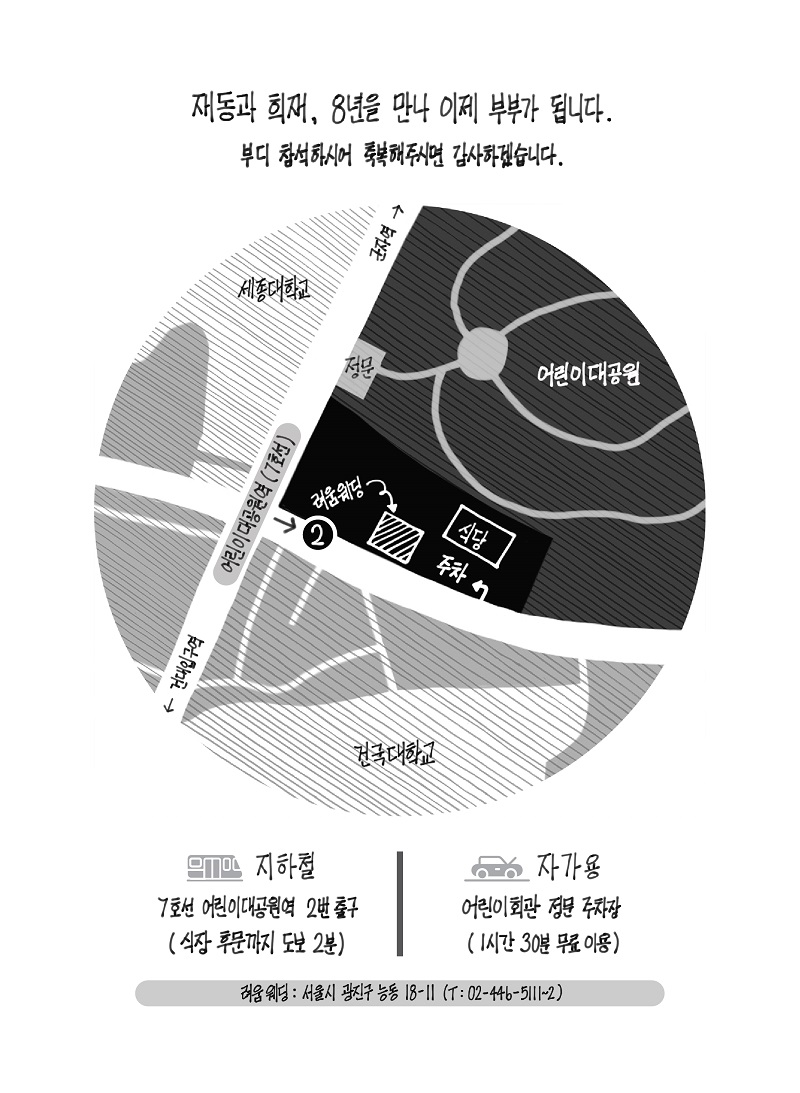 재동과 희재, 8년을 만나 이제 부부가 됩니다.
부디 참석하시어 축복해주시면 감사하겠습니다.
← 군자역
세종대학교
정문
어린이대공원
어린이대공원역 (7호선)
려움웨딩
→ 2
식당
주차
← 건대입구역
건국대학교
지하철
7호선 어린이대공원역 2번 출구
(식장 후문까지 도보 2분)
자가용
어린이회관 정문 주차장
(1시간 30분 무료이용)
려움웨딩 : 서울시 광진구 능동 18-11 (T : 02-446-5111~2)